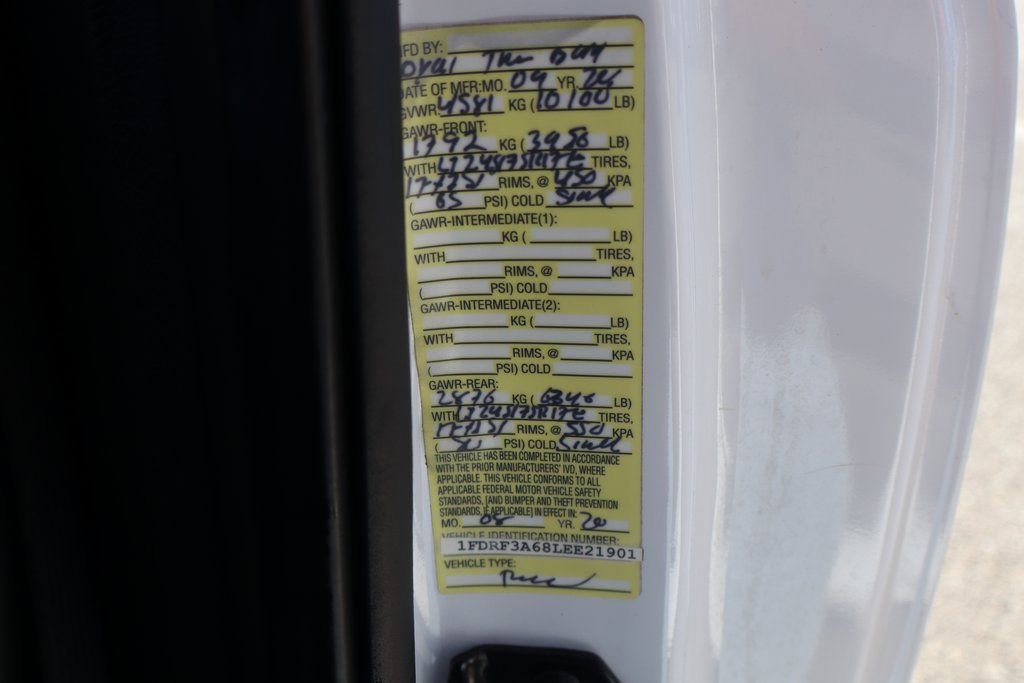 MFD BY:
DATE OF MFR: MO. 09 YR.
GVWR: 4581 KG ( 10100 LB)
GAWR-FRONT:
1792 KG ( 3950 LB)
WITH TIRES,
RIMS, @ 450 KPA
( 65 PSI) COLD Single
GAWR-INTERMEDIATE(1):
KG ( LB)
WITH TIRES,
RIMS, @ KPA
( PSI) COLD
GAWR-INTERMEDIATE(2):
KG ( LB)
WITH TIRES,
RIMS, @ KPA
( PSI) COLD
GAWR-REAR:
2876 KG ( 6340 LB)
WITH TIRES,
RIMS, @ 550 KPA
( PSI) COLD Single
THIS VEHICLE HAS BEEN COMPLETED IN ACCORDANCE
WITH THE PRIOR MANUFACTURERS' IVD, WHERE
APPLICABLE. THIS VEHICLE CONFORMS TO ALL
APPLICABLE FEDERAL MOTOR VEHICLE SAFETY
STANDARDS, [AND BUMPER AND THEFT PREVENTION
STANDARDS, IF APPLICABLE] IN EFFECT IN:
MO. 08 YR. 20
VEHICLE IDENTIFICATION NUMBER:
1FDRF3A68LEE21901
VEHICLE TYPE: